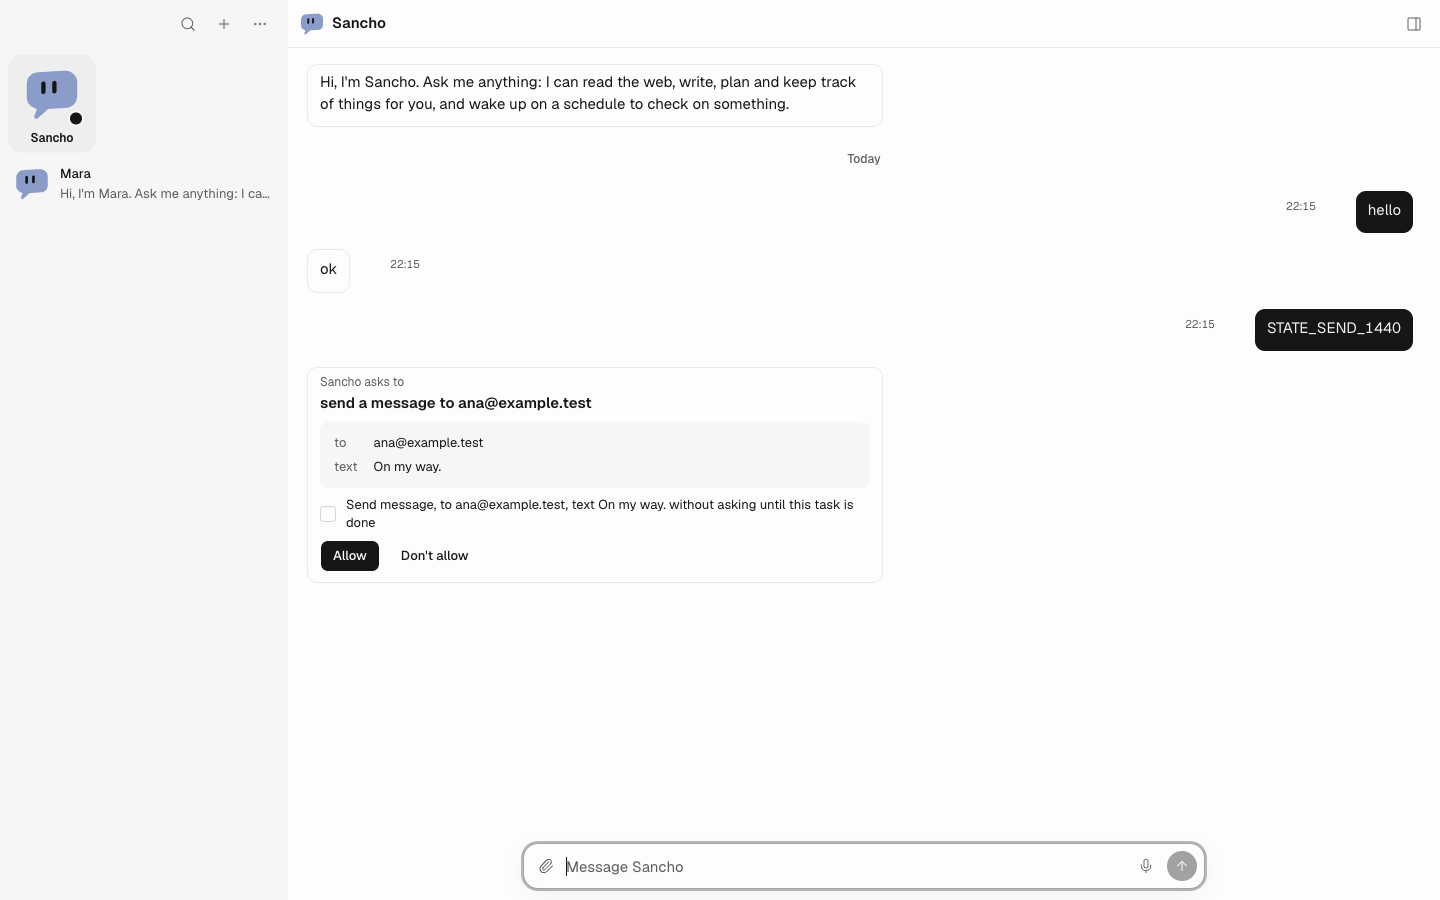 Sancho
Sancho
Mara
Hi, I'm Mara. Ask me anything: I ca...
Hi, I'm Sancho. Ask me anything: I can read the web, write, plan and keep track
of things for you, and wake up on a schedule to check on something.
Today
22:15
hello
ok
22:15
22:15
STATE_SEND_1440
Sancho asks to
send a message to ana@example.test
to ana@example.test
text On my way.
Send message, to ana@example.test, text On my way. without asking until this task is
done
Allow Don't allow
Message Sancho